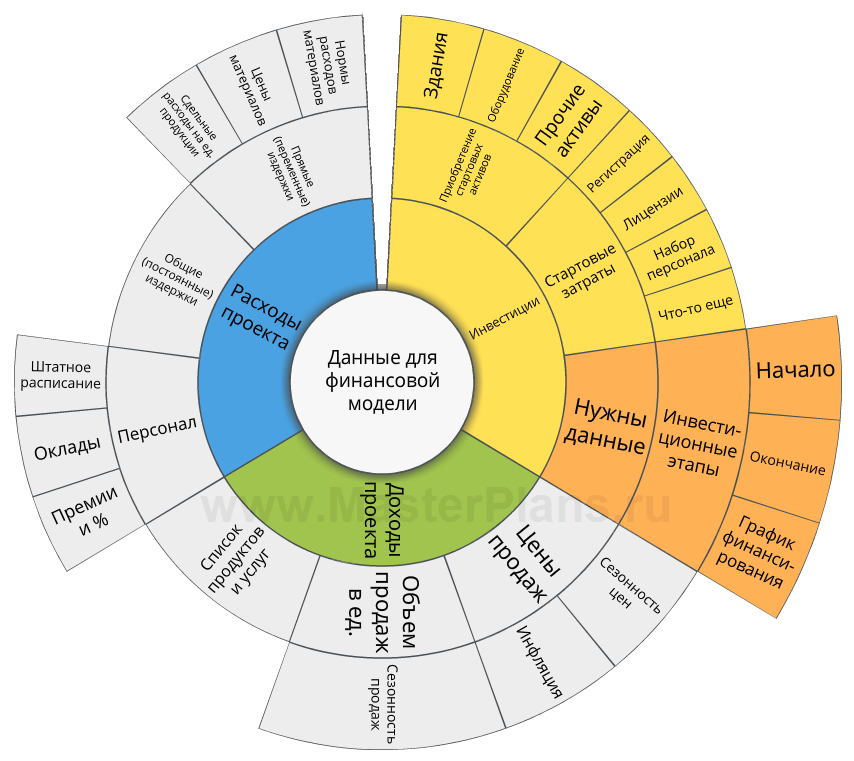 Данные для
финансовой
модели
Инвестиции
Приобретение
стартовых
активов
Здания
Оборудование
Прочие
активы
Стартовые
затраты
Регистрация
Лицензии
Набор
персонала
Что-то еще
Нужны
данные
Инвести-
ционные
этапы
Начало
Окончание
График
финанси-
рования
Доходы
проекта
Цены
продаж
Сезонность
цен
Инфляция
Объем
продаж
в ед.
Сезонность
продаж
Список
продуктов
и услуг
Расходы
проекта
Персонал
Премии
и %
Оклады
Штатное
расписание
Общие
(постоянные)
издержки
Прямые
(переменные)
издержки
Сдельные
расходы на ед.
продукции
Цены
материалов
Нормы
расходов
материалов
www.MasterPlans.ru